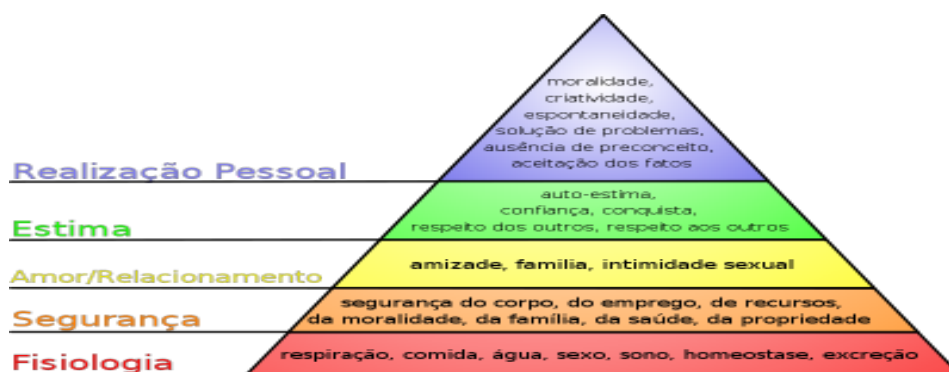 moralidade,
criatividade,
espontaneidade,
solução de problemas,
ausência de preconceito,
aceitação dos fatos
Realização Pessoal
auto-estima,
confiança, conquista,
respeito dos outros, respeito aos outros
Estima
amizade, família, intimidade sexual
Amor/Relacionamento
segurança do corpo, do emprego, de recursos,
da moralidade, da família, da saúde, da propriedade
Segurança
respiração, comida, água, sexo, sono, homeostase, excreção
Fisiologia